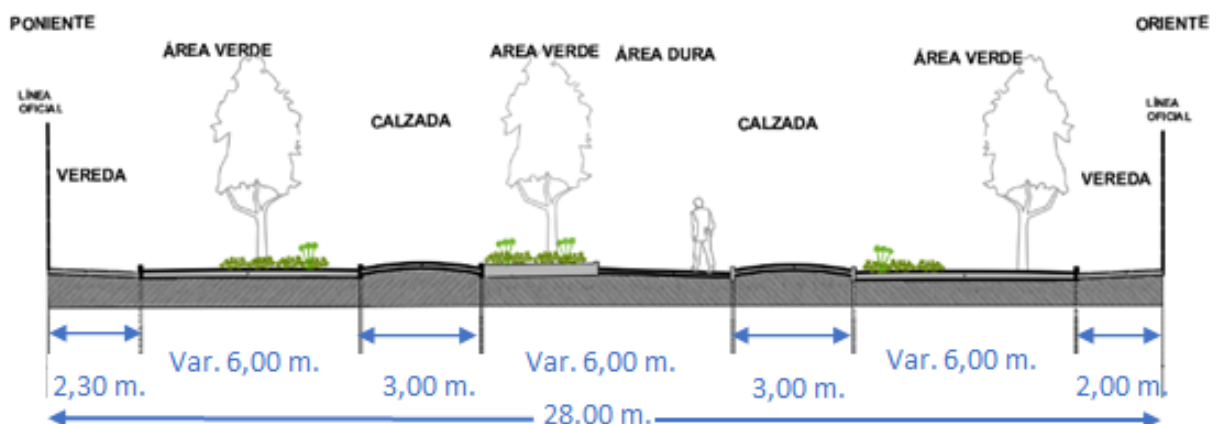 PONIENTE
ORIENTE
ÁREA VERDE
AREA VERDE
ÁREA DURA
ÁREA VERDE
LÍNEA
OFICIAL
LÍNEA
OFICIAL
CALZADA
CALZADA
VEREDA
VEREDA
Var. 6,00 m.
Var. 6,00 m.
Var. 6,00 m.
2,30 m.
3,00 m.
3,00 m.
2,00 m.
28.00 m.